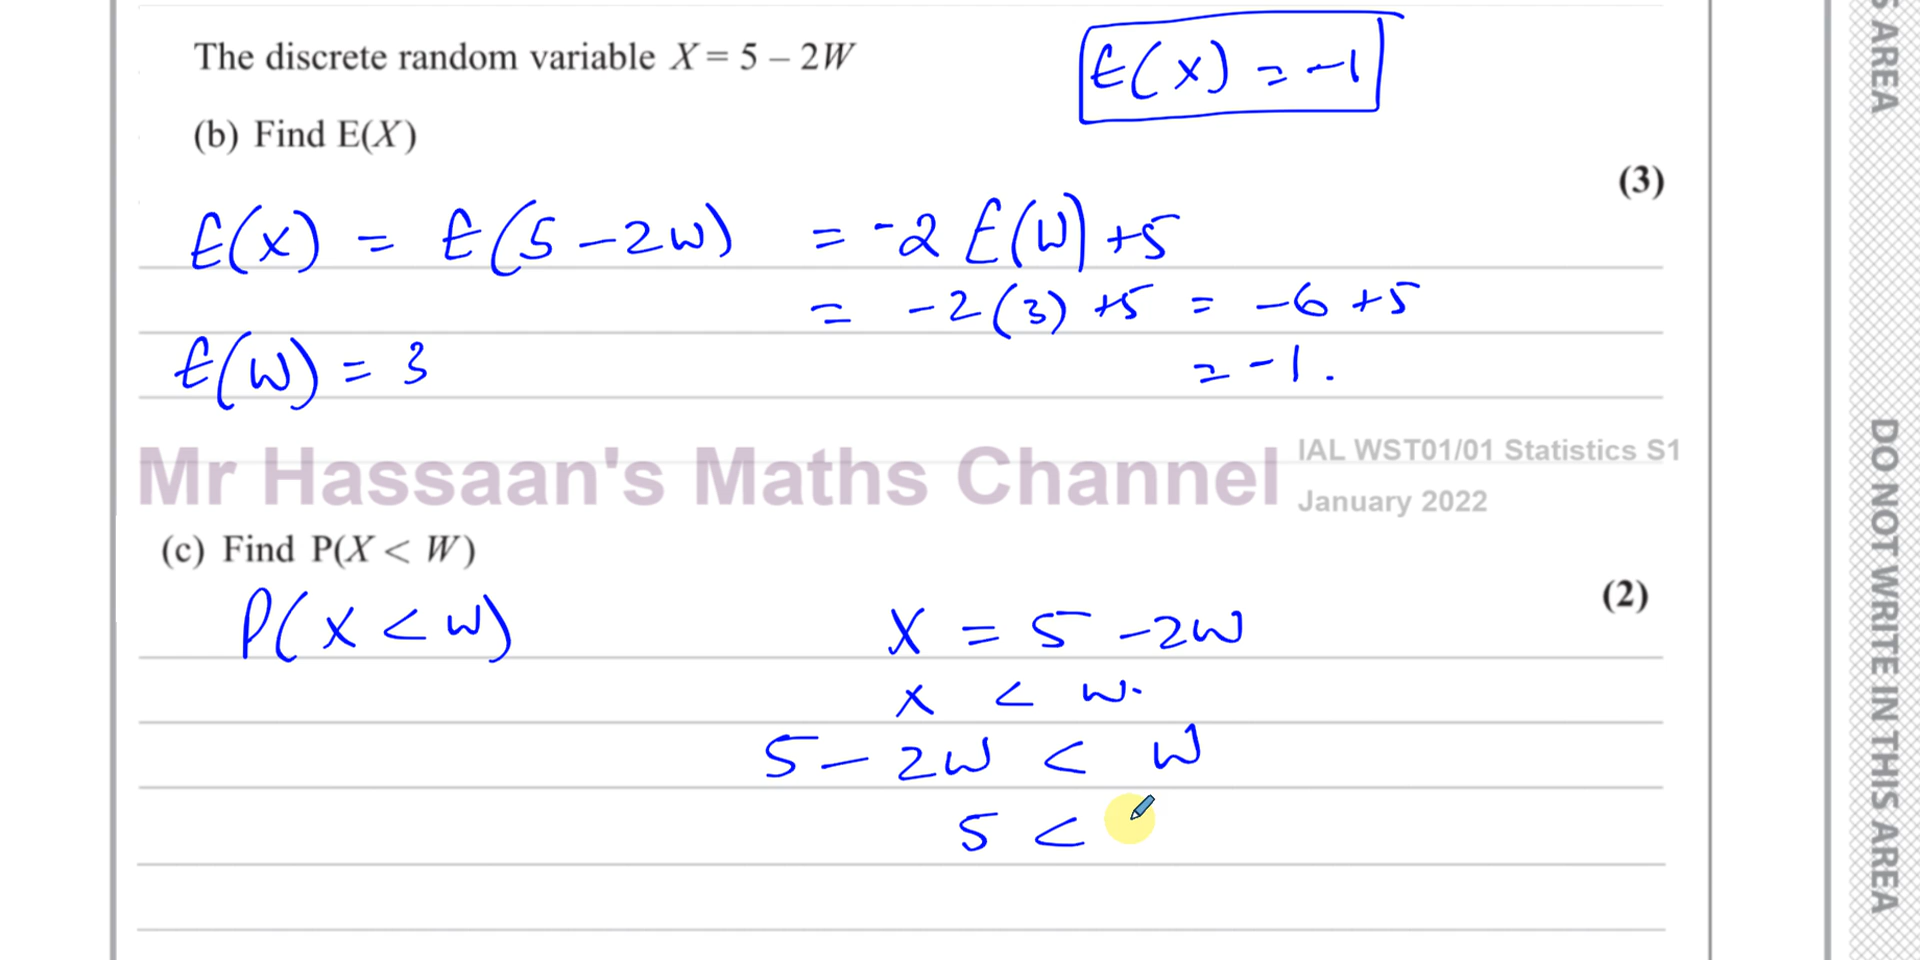 The discrete random variable X = 5 – 2W
E(X) = -1
(b) Find E(X)
(3)
E(X) = E(5 - 2W) = -2 E(W) + 5
= -2(3) + 5 = -6 + 5
E(W) = 3
= -1.
Mr Hassaan's Maths Channel
IAL WST01/01 Statistics S1
January 2022
(c) Find P(X < W)
(2)
P(X < W)
X = 5 - 2W
X < W.
5 - 2W < W
5 <
S AREA
DO NOT WRITE IN THIS AREA